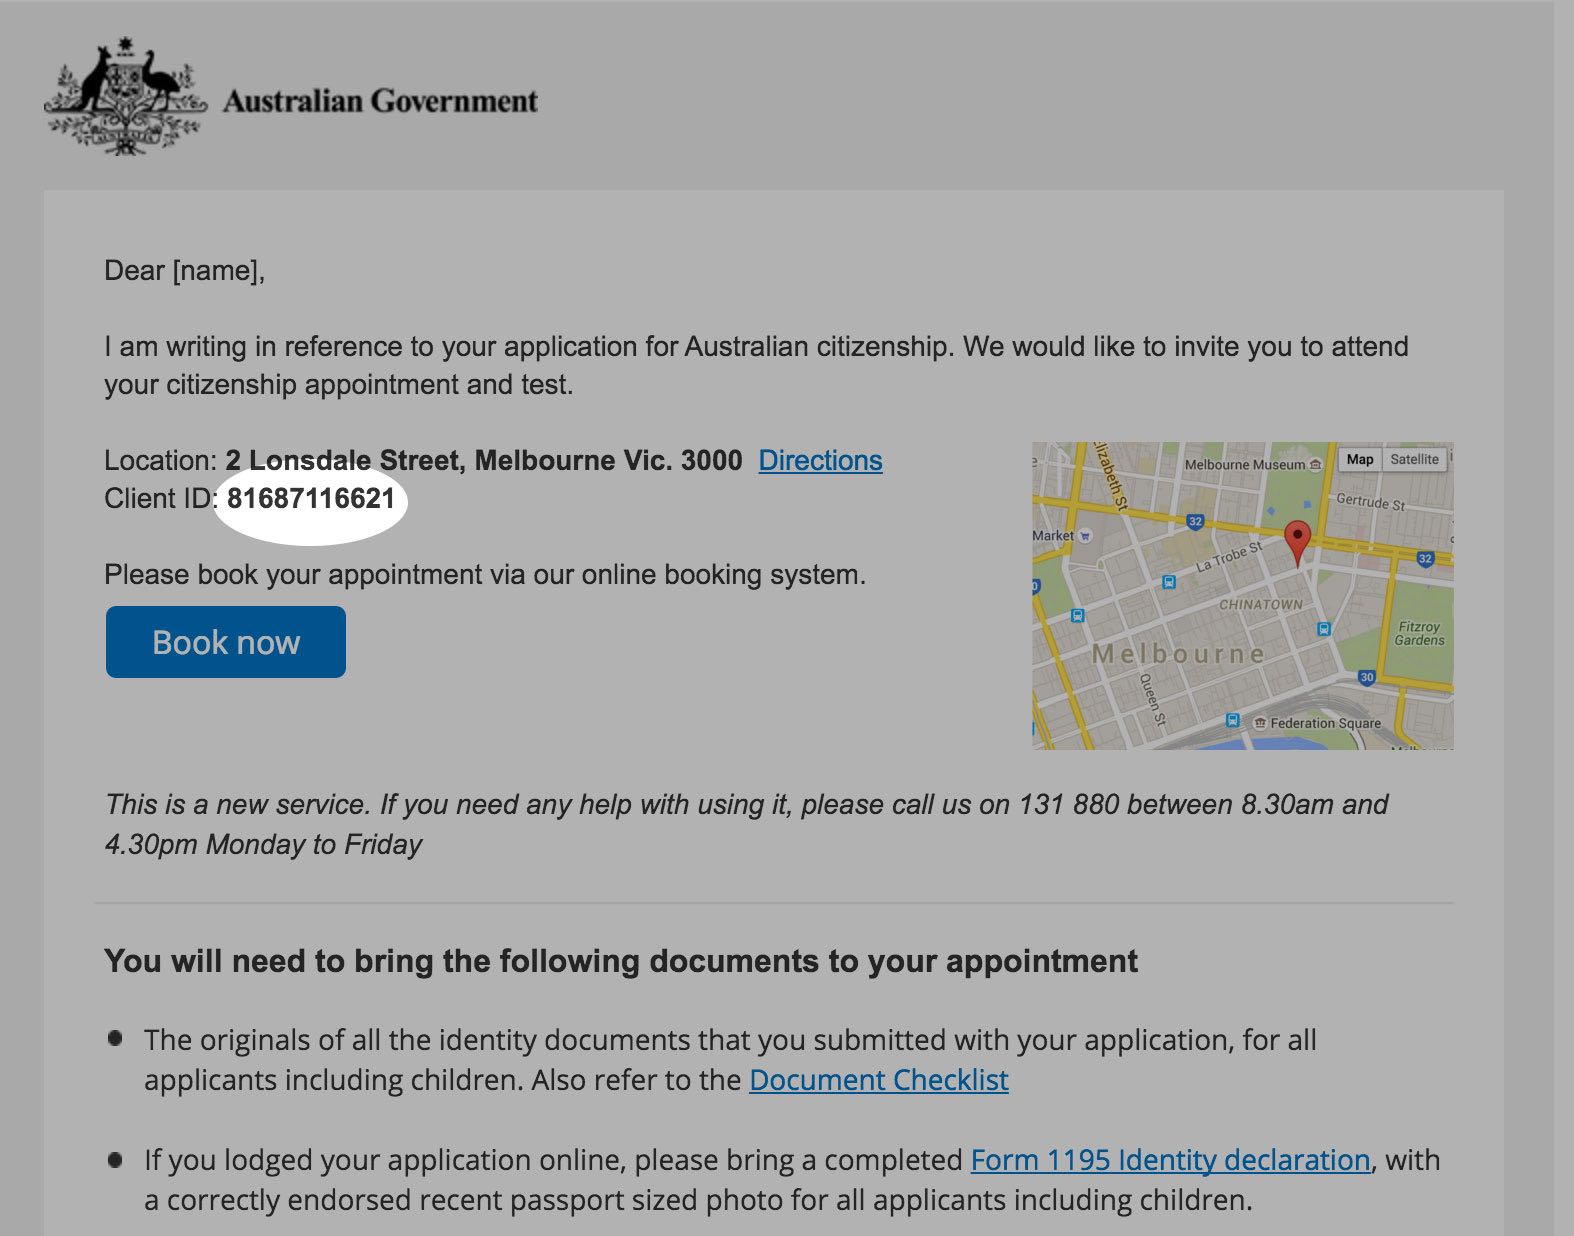 Australian Government
Dear [name],
I am writing in reference to your application for Australian citizenship. We would like to invite you to attend
your citizenship appointment and test.
Location: 2 Lonsdale Street, Melbourne Vic. 3000 Directions
Client ID: 81687116621
Please book your appointment via our online booking system.
Book now
Elizabeth St
Melbourne Museum
Map Satellite
Gertrude St
32
Market
La Trobe St
32
CHINATOWN
Fitzroy
Gardens
Melbourne
Queen St
30
Federation Square
This is a new service. If you need any help with using it, please call us on 131 880 between 8.30am and
4.30pm Monday to Friday
You will need to bring the following documents to your appointment
The originals of all the identity documents that you submitted with your application, for all
applicants including children. Also refer to the Document Checklist
If you lodged your application online, please bring a completed Form 1195 Identity declaration, with
a correctly endorsed recent passport sized photo for all applicants including children.